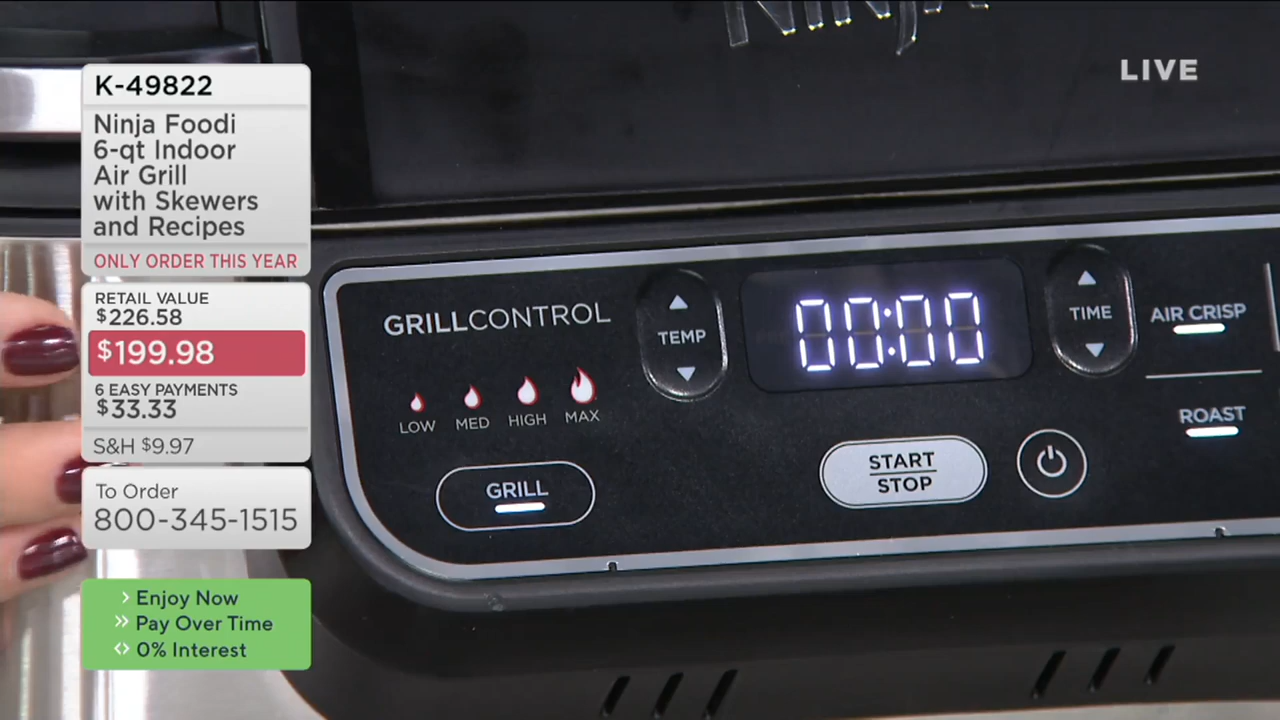 Ninja
LIVE
K-49822
Ninja Foodi
6-qt Indoor
Air Grill
with Skewers
and Recipes
ONLY ORDER THIS YEAR
RETAIL VALUE
$226.58
$199.98
6 EASY PAYMENTS
$33.33
S&H $9.97
To Order
800-345-1515
> Enjoy Now
>> Pay Over Time
<> 0% Interest
GRILLCONTROL
LOW MED HIGH MAX
GRILL
TEMP
00:00
TIME
START
STOP
AIR CRISP
ROAST